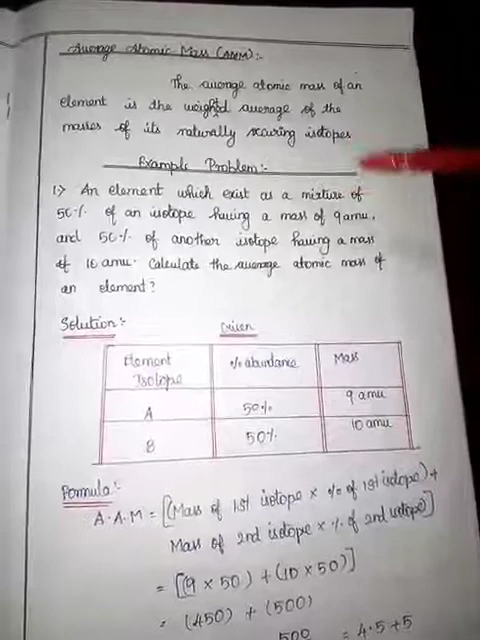 Average Atomic Mass (AAM):-
The average atomic mass of an
element is the weighted average of the
masses of its naturally occuring isotopes
Example Problem:-
1.> An element which exist as a mixture of
50% of an isotope having a mass of 9 amu.
and 50% of another isotope having a mass
of 10 amu. Calculate the average atomic mass of
an element?
Solution:- Given
Element Isotope % abundance Mass
A 50% 9 amu
B 50% 10 amu
Formula:-
A.A.M = [(Mass of 1st isotope × % of 1st isotope) +
Mass of 2nd isotope × % of 2nd isotope)]
= [(9 × 50) + (10 × 50)]
= (450) + (500)
500 = 4.5 + 5